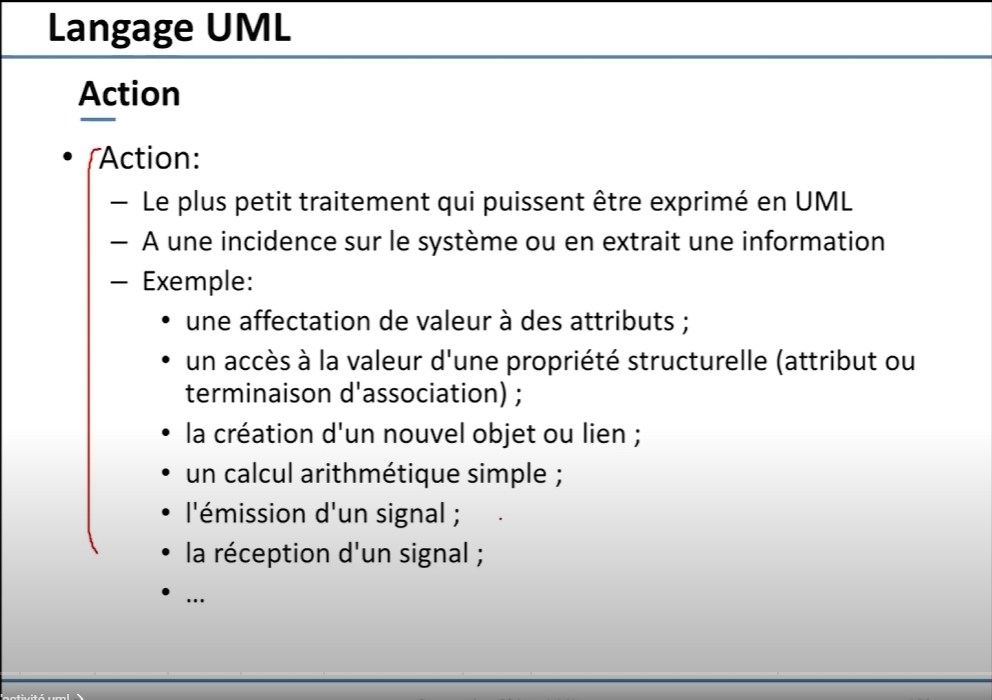 Langage UML
Action
• Action:
– Le plus petit traitement qui puissent être exprimé en UML
– A une incidence sur le système ou en extrait une information
– Exemple:
• une affectation de valeur à des attributs ;
• un accès à la valeur d'une propriété structurelle (attribut ou
terminaison d'association) ;
• la création d'un nouvel objet ou lien ;
• un calcul arithmétique simple ;
• l'émission d'un signal ;
• la réception d'un signal ;
• ...
activité uml